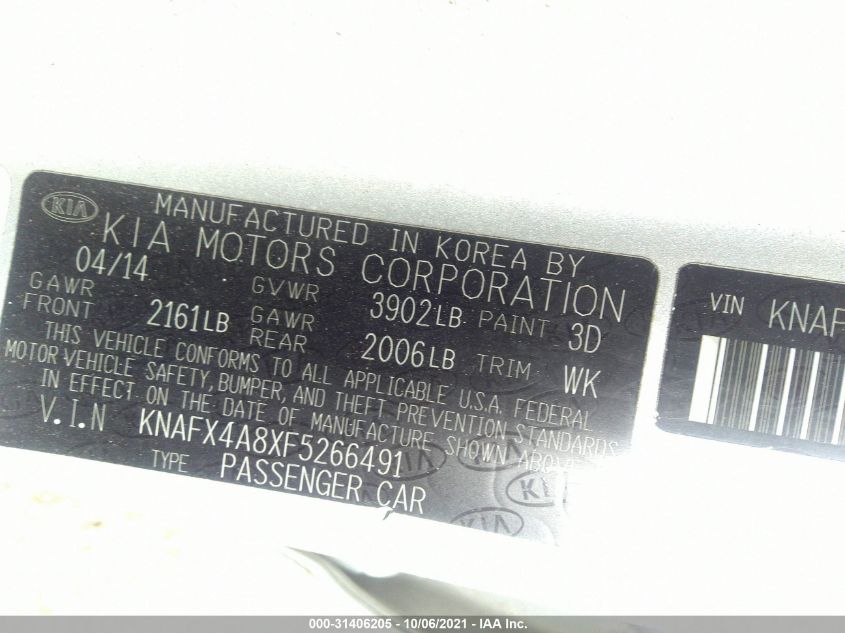 KIA
MANUFACTURED IN KOREA BY
KIA MOTORS CORPORATION
04/14
GAWR
FRONT 2161LB
GVWR 3902LB
GAWR
REAR 2006LB
PAINT 3D
TRIM WK
THIS VEHICLE CONFORMS TO ALL APPLICABLE U.S.A. FEDERAL
MOTOR VEHICLE SAFETY, BUMPER, AND THEFT PREVENTION STANDARDS
IN EFFECT ON THE DATE OF MANUFACTURE SHOWN ABOVE.
V.I.N KNAFX4A8XF5266491
TYPE PASSENGER CAR
KIA
KIA
KIA
VIN KNAF
000-31406205 - 10/06/2021 - IAA Inc.